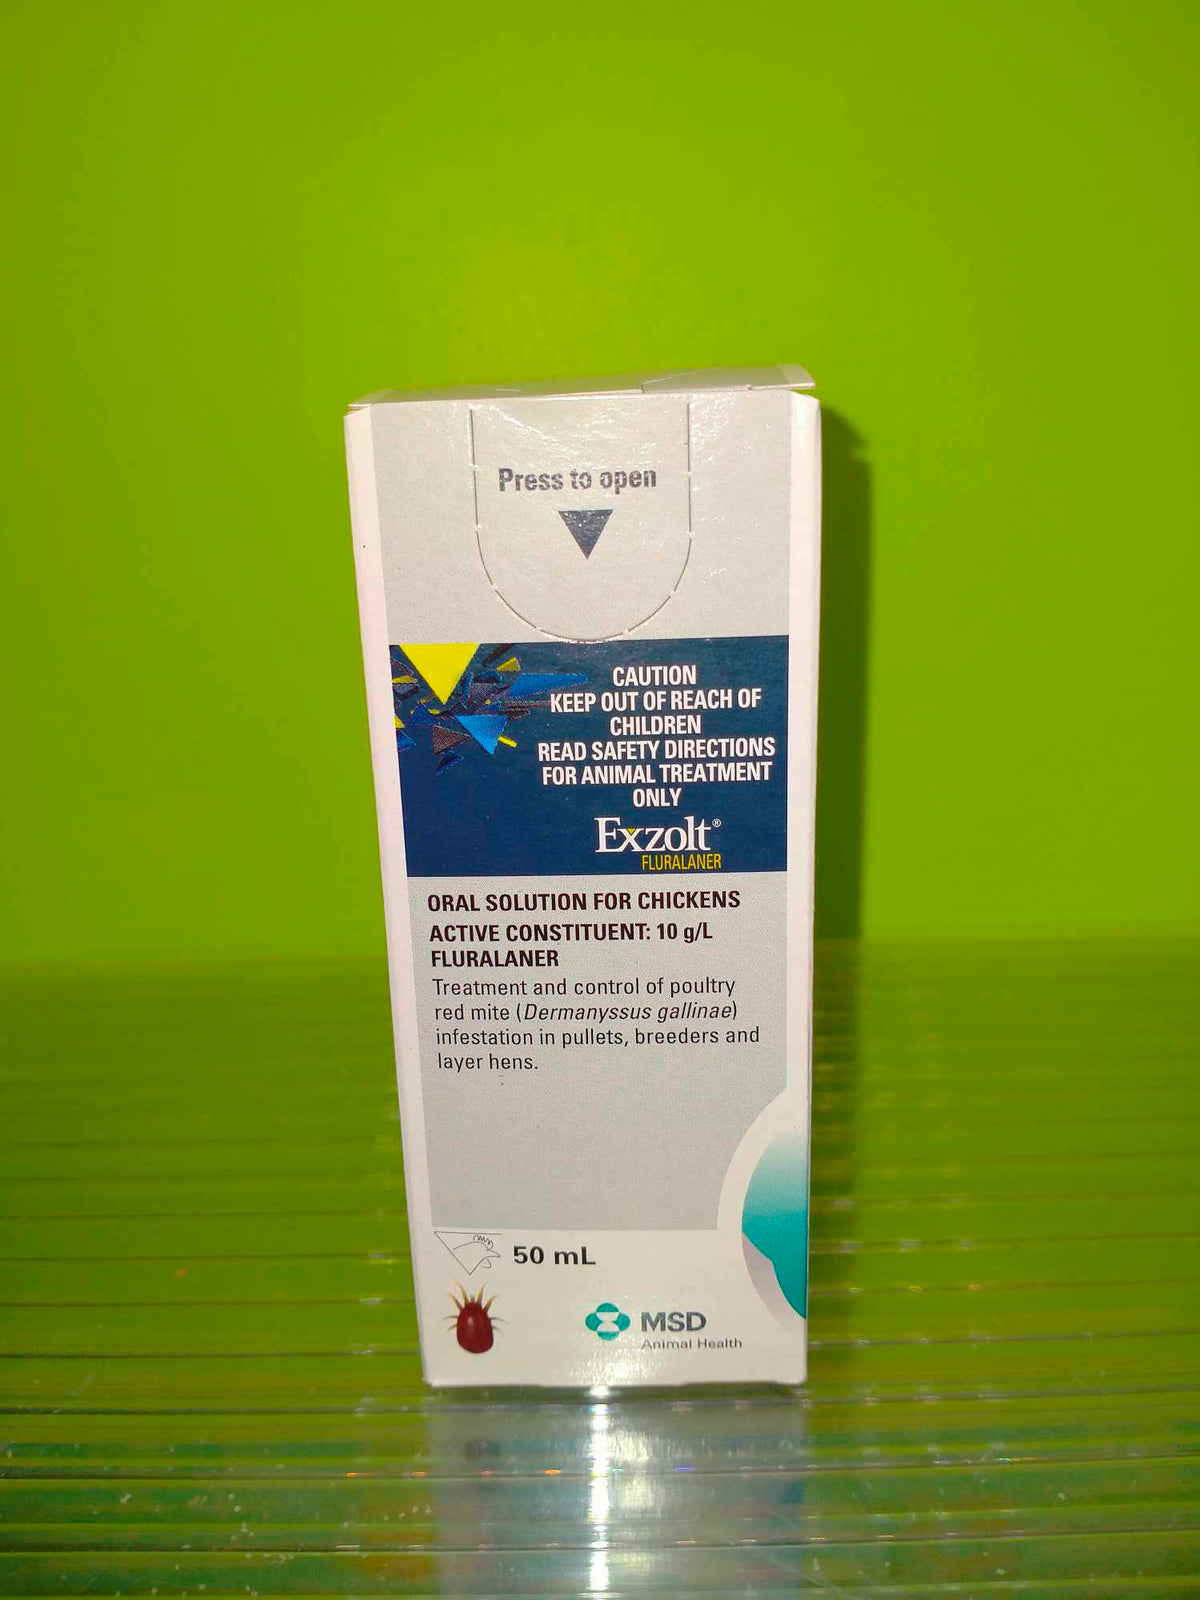 Press to open
CAUTION
KEEP OUT OF REACH OF
CHILDREN
READ SAFETY DIRECTIONS
FOR ANIMAL TREATMENT
ONLY
Exzolt®
FLURALANER
ORAL SOLUTION FOR CHICKENS
ACTIVE CONSTITUENT: 10 g/L
FLURALANER
Treatment and control of poultry
red mite (Dermanyssus gallinae)
infestation in pullets, breeders and
layer hens.
50 mL
MSD
Animal Health